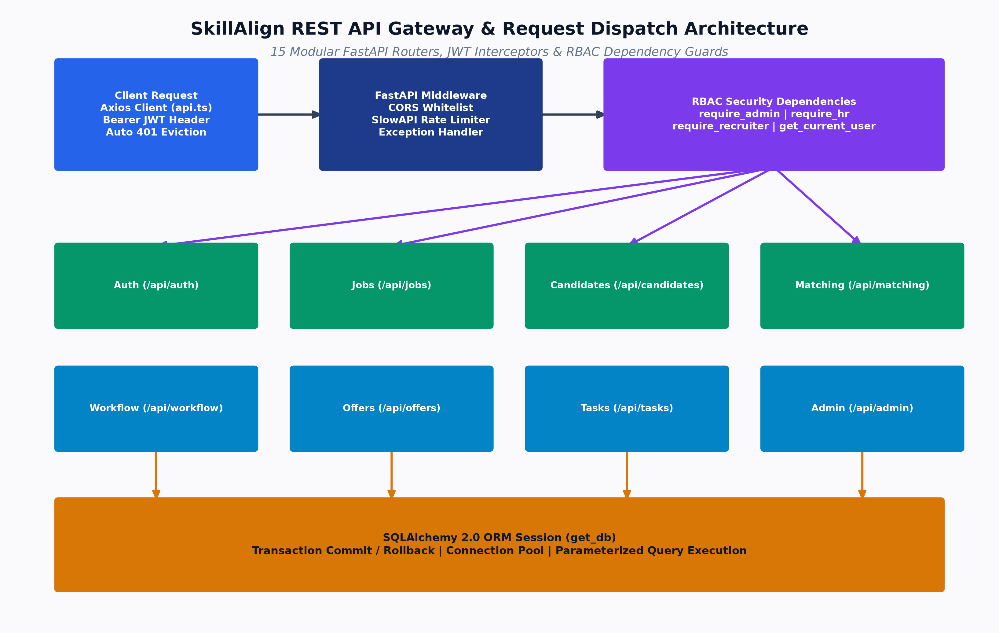 SkillAlign REST API Gateway & Request Dispatch Architecture
15 Modular FastAPI Routers, JWT Interceptors & RBAC Dependency Guards
Client Request
Axios Client (api.ts)
Bearer JWT Header
Auto 401 Eviction
FastAPI Middleware
CORS Whitelist
SlowAPI Rate Limiter
Exception Handler
RBAC Security Dependencies
require_admin | require_hr
require_recruiter | get_current_user
Auth (/api/auth)
Jobs (/api/jobs)
Candidates (/api/candidates)
Matching (/api/matching)
Workflow (/api/workflow)
Offers (/api/offers)
Tasks (/api/tasks)
Admin (/api/admin)
SQLAlchemy 2.0 ORM Session (get_db)
Transaction Commit / Rollback | Connection Pool | Parameterized Query Execution